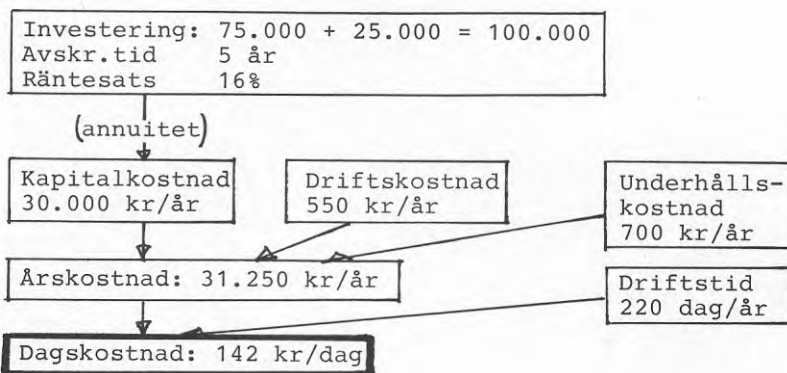 Investering: 75.000 + 25.000 = 100.000
Avskr.tid 5 år
Räntesats 16%
(annuitet)
Kapitalkostnad
30.000 kr/år
Driftskostnad
550 kr/år
Underhålls-
kostnad
700 kr/år
Årskostnad: 31.250 kr/år
Driftstid
220 dag/år
Dagskostnad: 142 kr/dag